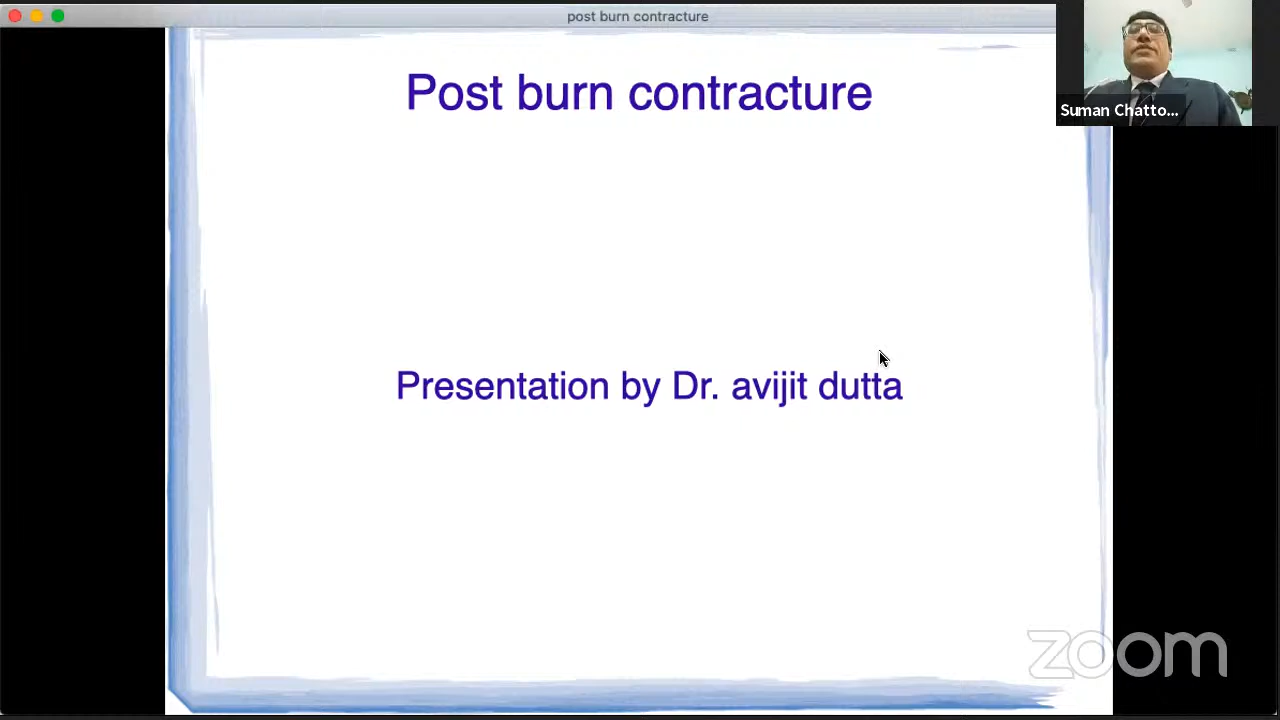 post burn contracture
Post burn contracture
Suman Chatto...
Presentation by Dr. avijit dutta
zoom